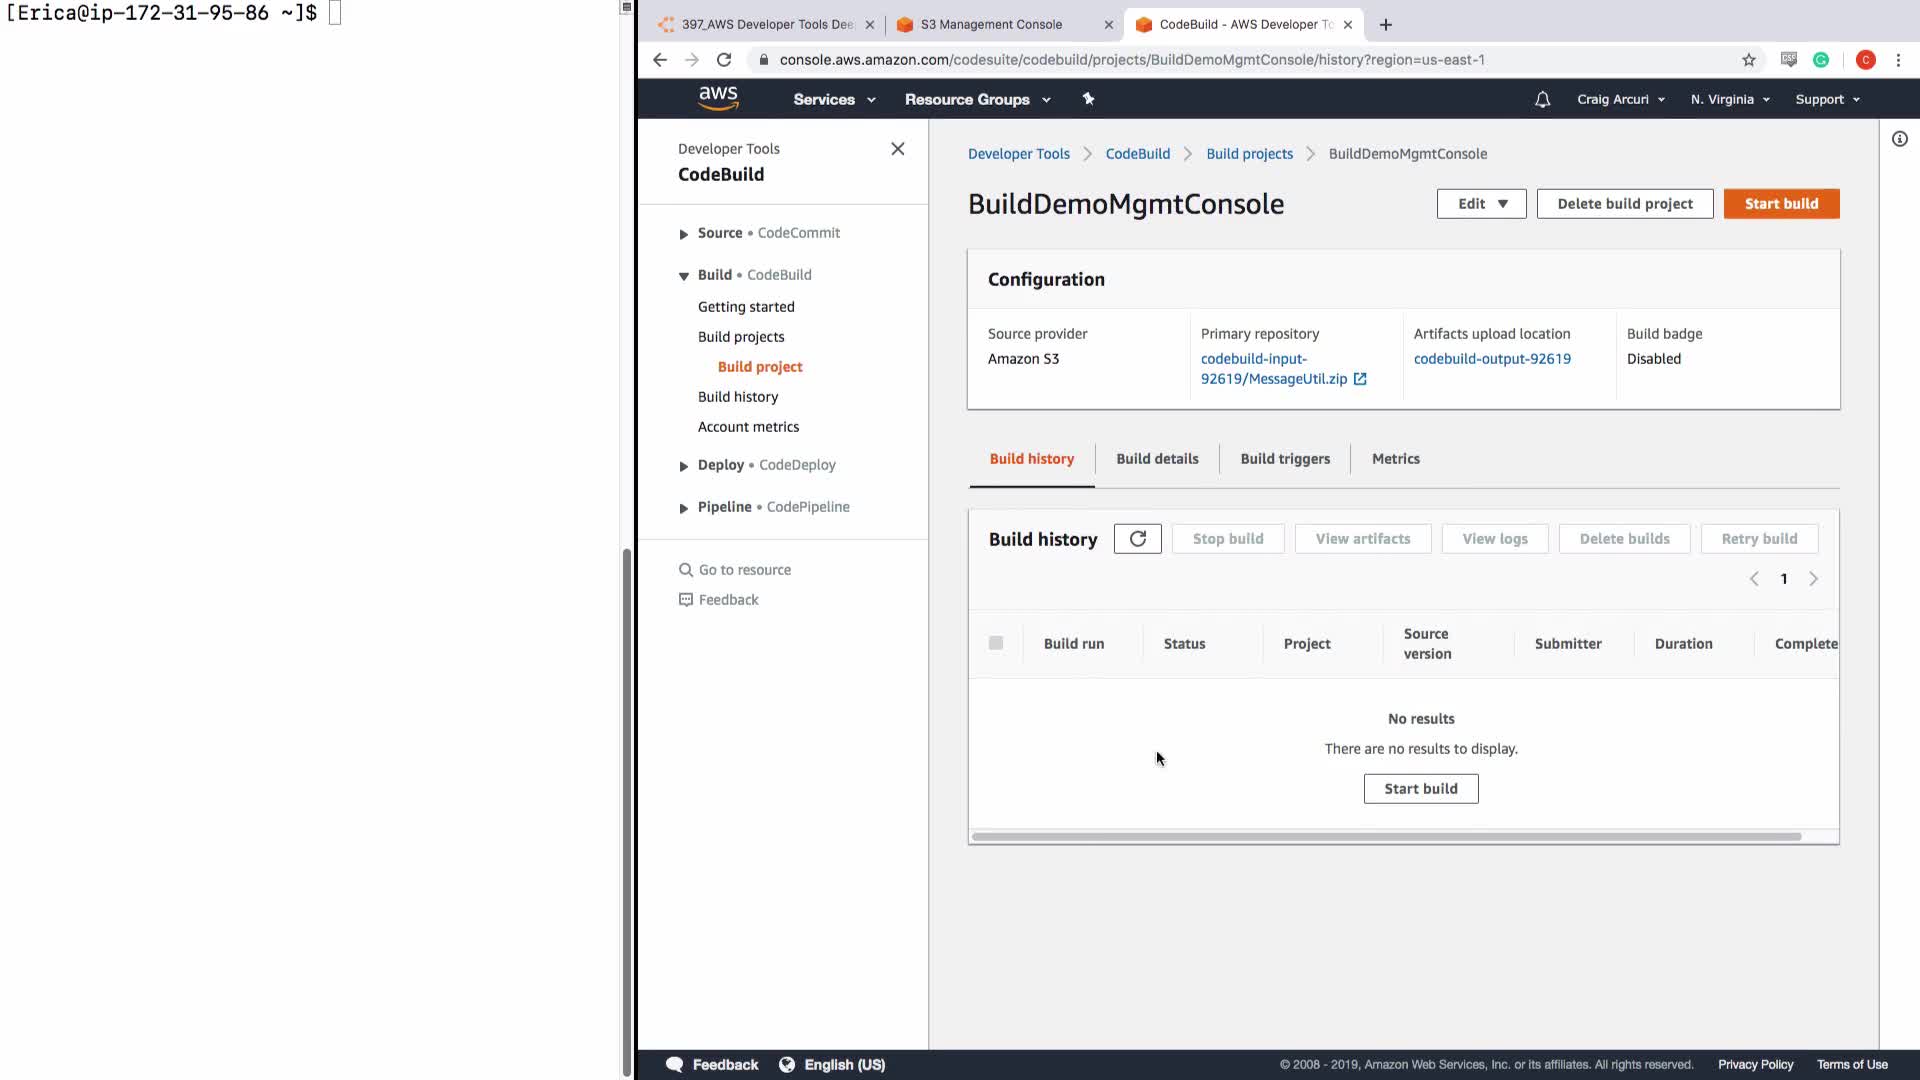 [Erica@ip-172-31-95-86 ~]$
397_AWS Developer Tools Dee
S3 Management Console
CodeBuild - AWS Developer To
console.aws.amazon.com/codesuite/codebuild/projects/BuildDemoMgmtConsole/history?region=us-east-1
C
aws
Services
Resource Groups
Craig Arcuri
N. Virginia
Support
Developer Tools
CodeBuild
Source • CodeCommit
Build • CodeBuild
Getting started
Build projects
Build project
Build history
Account metrics
Deploy • CodeDeploy
Pipeline • CodePipeline
Go to resource
Feedback
Developer Tools
CodeBuild
Build projects
BuildDemoMgmtConsole
BuildDemoMgmtConsole
Edit
Delete build project
Start build
Configuration
Source provider
Amazon S3
Primary repository
codebuild-input-
92619/MessageUtil.zip
Artifacts upload location
codebuild-output-92619
Build badge
Disabled
Build history
Build details
Build triggers
Metrics
Build history
Stop build
View artifacts
View logs
Delete builds
Retry build
1
Build run
Status
Project
Source
version
Submitter
Duration
Complete
No results
There are no results to display.
Start build
Feedback
English (US)
© 2008 - 2019, Amazon Web Services, Inc. or its affiliates. All rights reserved.
Privacy Policy
Terms of Use